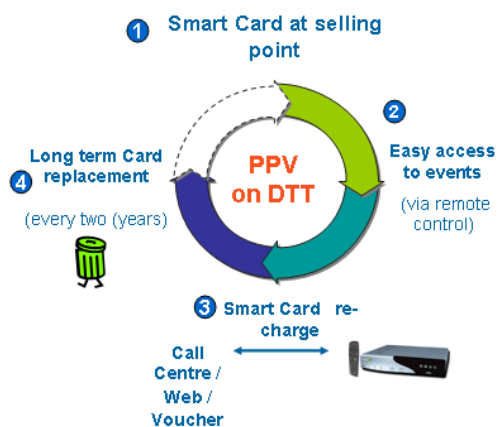 1 Smart Card at selling
point
2
Easy access
to events
(via remote
control)
PPV
on DTT
Long term Card
4 replacement
(every two (years)
3 Smart Card re-
charge
Call
Centre /
Web /
Voucher